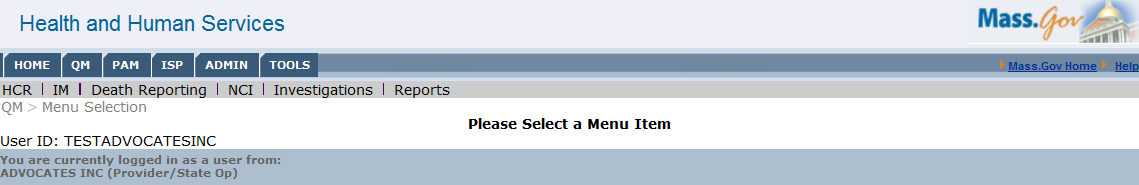 Health and Human Services
Mass.Gov
HOME QM PAM ISP ADMIN TOOLS Mass.Gov Home Help
HCR | IM | Death Reporting | NCI | Investigations | Reports
QM > Menu Selection
Please Select a Menu Item
User ID: TESTADVOCATESINC
You are currently logged in as a user from:
ADVOCATES INC (Provider/State Op)